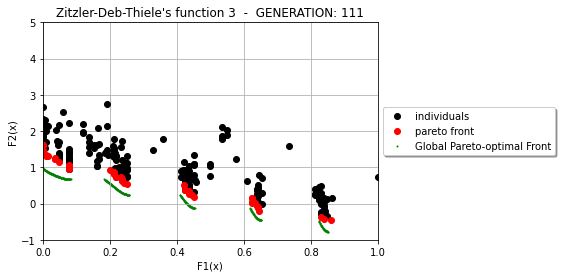 Zitzler-Deb-Thiele's function 3 - GENERATION: 111
5
4
3
2
1
0
−1
F2(x)
0.0 0.2 0.4 0.6 0.8 1.0
F1(x)
individuals
pareto front
Global Pareto-optimal Front